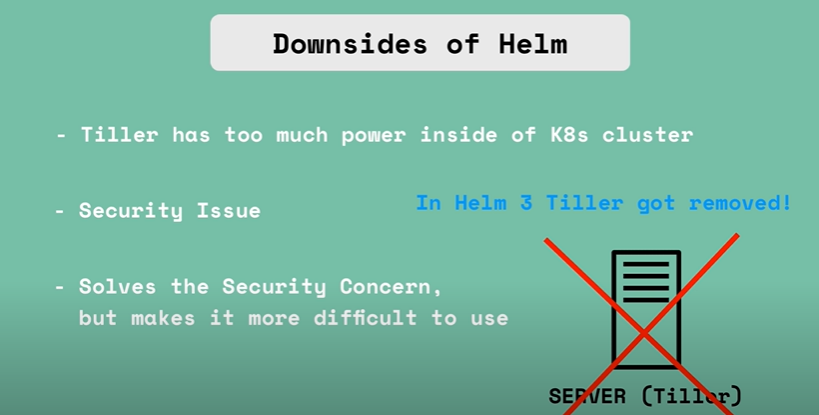 Downsides of Helm
- Tiller has too much power inside of K8s cluster
- Security Issue
In Helm 3 Tiller got removed!
- Solves the Security Concern,
but makes it more difficult to use
SERVER (Tiller)